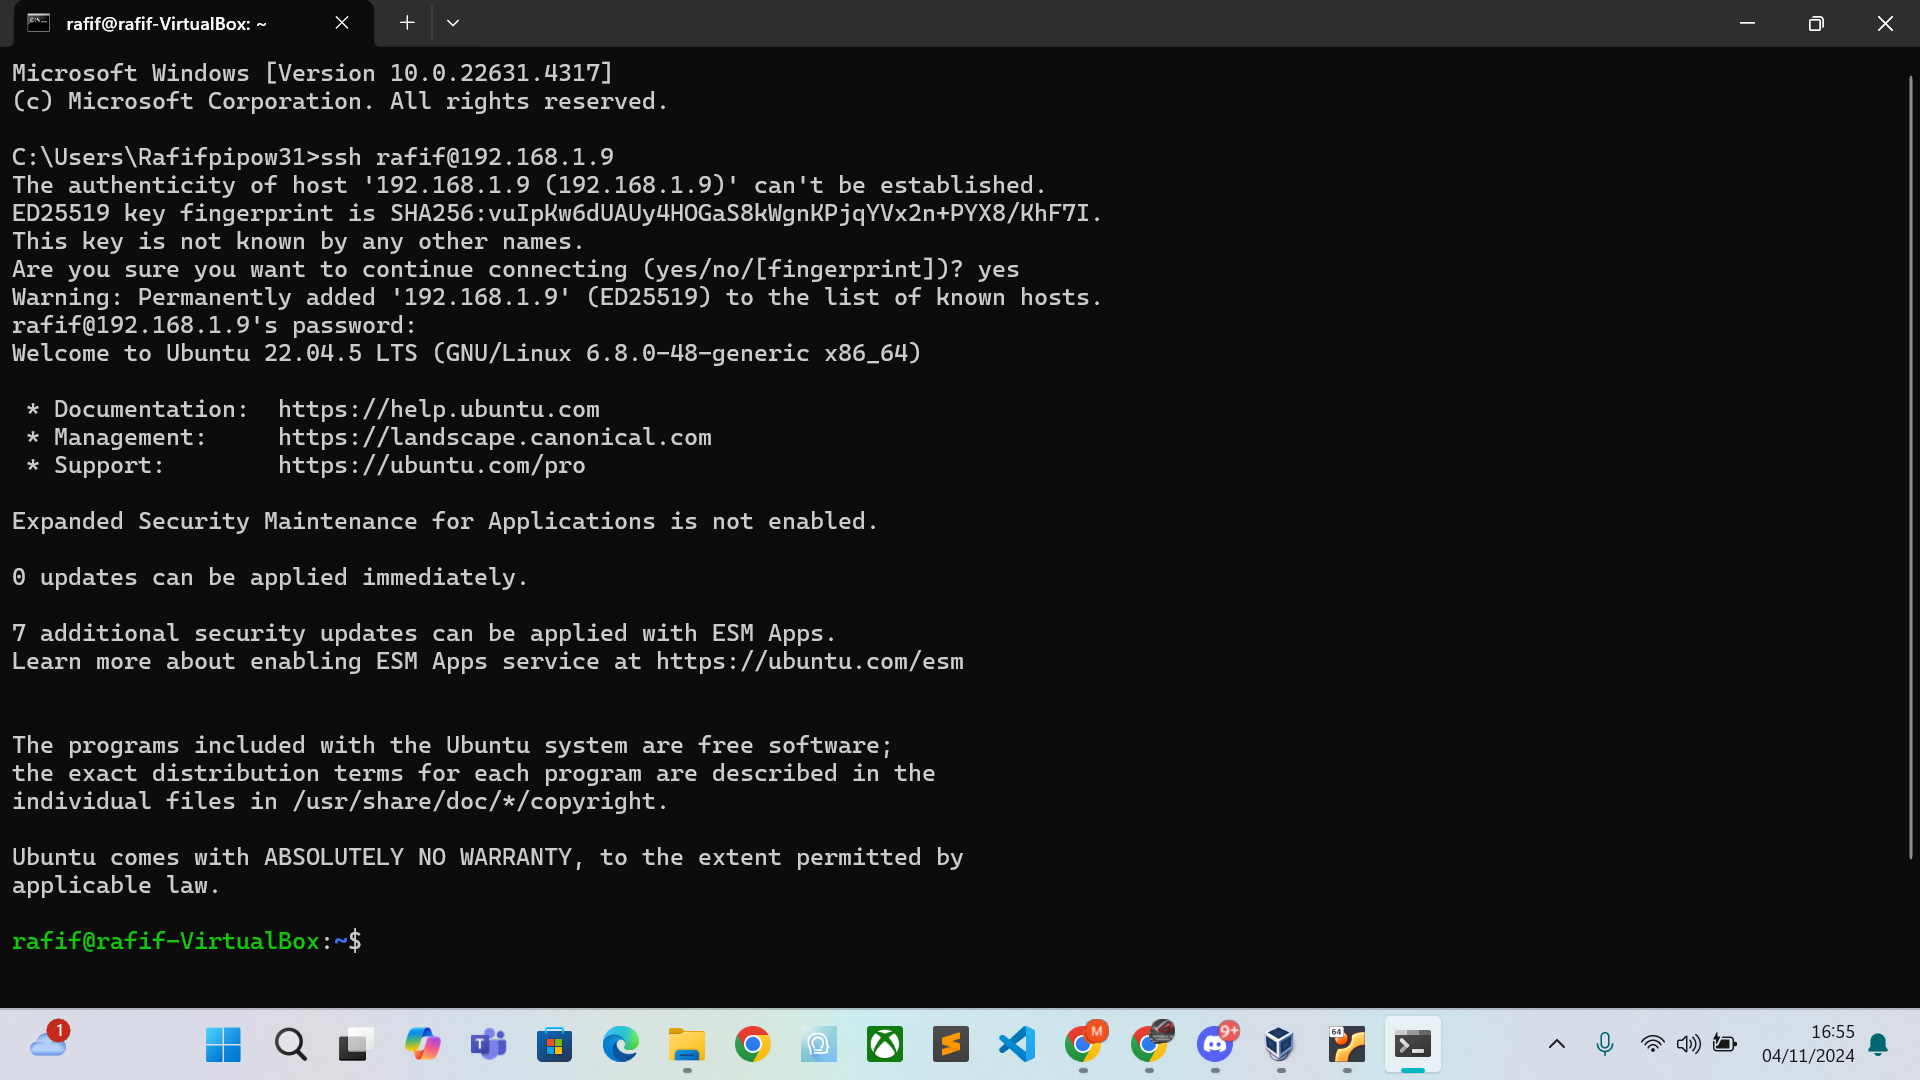 rafif@rafif-VirtualBox: ~
Microsoft Windows [Version 10.0.22631.4317]
(c) Microsoft Corporation. All rights reserved.
C:\Users\Rafifpipow31>ssh rafif@192.168.1.9
The authenticity of host '192.168.1.9 (192.168.1.9)' can't be established.
ED25519 key fingerprint is SHA256:vuIpKw6dUAUy4HOGaS8kWgnKPjqYVx2n+PYX8/KhF7I.
This key is not known by any other names.
Are you sure you want to continue connecting (yes/no/[fingerprint])? yes
Warning: Permanently added '192.168.1.9' (ED25519) to the list of known hosts.
rafif@192.168.1.9's password:
Welcome to Ubuntu 22.04.5 LTS (GNU/Linux 6.8.0-48-generic x86_64)
 * Documentation:  https://help.ubuntu.com
 * Management:     https://landscape.canonical.com
 * Support:        https://ubuntu.com/pro
Expanded Security Maintenance for Applications is not enabled.
0 updates can be applied immediately.
7 additional security updates can be applied with ESM Apps.
Learn more about enabling ESM Apps service at https://ubuntu.com/esm
The programs included with the Ubuntu system are free software;
the exact distribution terms for each program are described in the
individual files in /usr/share/doc/*/copyright.
Ubuntu comes with ABSOLUTELY NO WARRANTY, to the extent permitted by
applicable law.
rafif@rafif-VirtualBox:~$
1
M
9+
64
16:55
04/11/2024